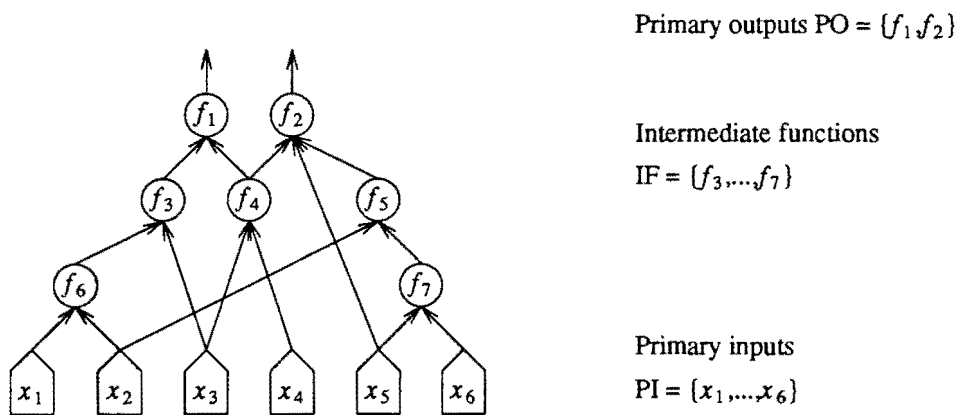 Primary outputs PO = {f₁,f₂}
f₁ f₂
Intermediate functions
IF = {f₃,...,f₇}
f₃ f₄ f₅
f₆ f₇
Primary inputs
PI = {x₁,...,x₆}
x₁ x₂ x₃ x₄ x₅ x₆